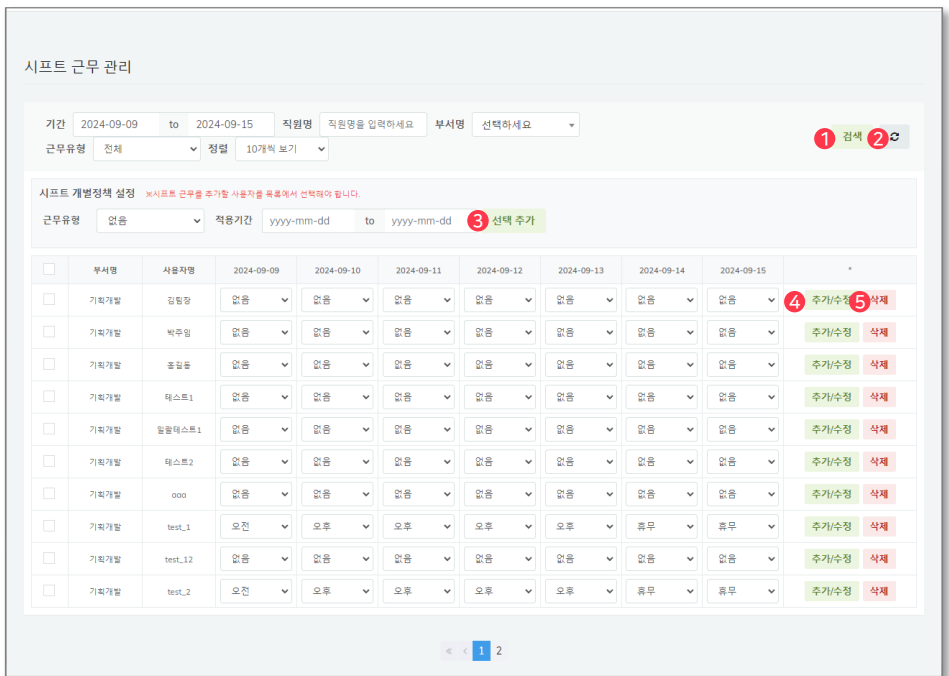 시프트 근무 관리
기간 2024-09-09 to 2024-09-15 직원명 직원명을 입력하세요 부서명 선택하세요
1 검색 2
근무유형 전체 정렬 10개씩 보기
시프트 개별정책 설정 ※시프트 근무를 추가할 사용자를 목록에서 선택해야 합니다.
근무유형 없음 적용기간 yyyy-mm-dd to yyyy-mm-dd 3 선택 추가
부서명 사용자명 2024-09-09 2024-09-10 2024-09-11 2024-09-12 2024-09-13 2024-09-14 2024-09-15 *
기획개발 김팀장 없음 없음 없음 없음 없음 없음 없음 4 추가/수정 5 삭제
기획개발 박주임 없음 없음 없음 없음 없음 없음 없음 추가/수정 삭제
기획개발 홍길동 없음 없음 없음 없음 없음 없음 없음 추가/수정 삭제
기획개발 테스트1 없음 없음 없음 없음 없음 없음 없음 추가/수정 삭제
기획개발 일괄테스트1 없음 없음 없음 없음 없음 없음 없음 추가/수정 삭제
기획개발 테스트2 없음 없음 없음 없음 없음 없음 없음 추가/수정 삭제
기획개발 ooo 없음 없음 없음 없음 없음 없음 없음 추가/수정 삭제
기획개발 test_1 오전 오후 오후 오후 오후 휴무 휴무 추가/수정 삭제
기획개발 test_12 없음 없음 없음 없음 없음 없음 없음 추가/수정 삭제
기획개발 test_2 오전 오후 오후 오후 오후 휴무 휴무 추가/수정 삭제
« ‹ 1 2